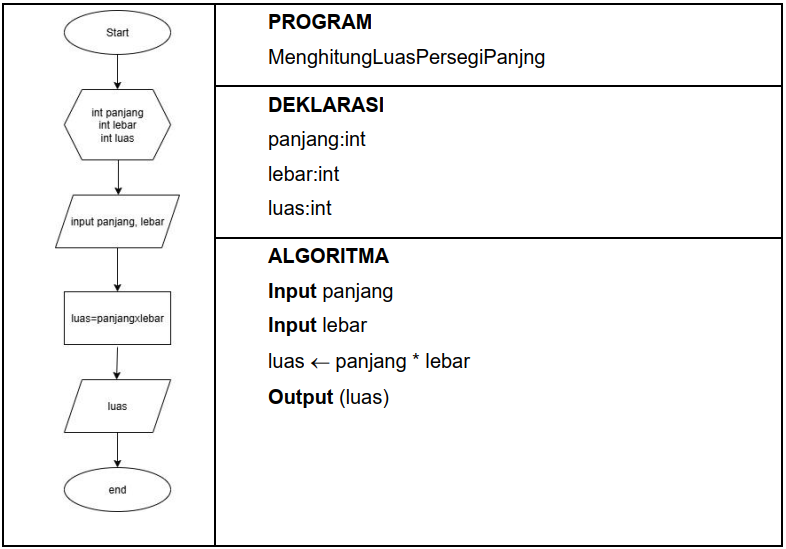 Start
int panjang
int lebar
int luas
input panjang, lebar
luas=panjangxlebar
luas
end
PROGRAM
MenghitungLuasPersegiPanjng
DEKLARASI
panjang:int
lebar:int
luas:int
ALGORITMA
Input panjang
Input lebar
luas ← panjang * lebar
Output (luas)